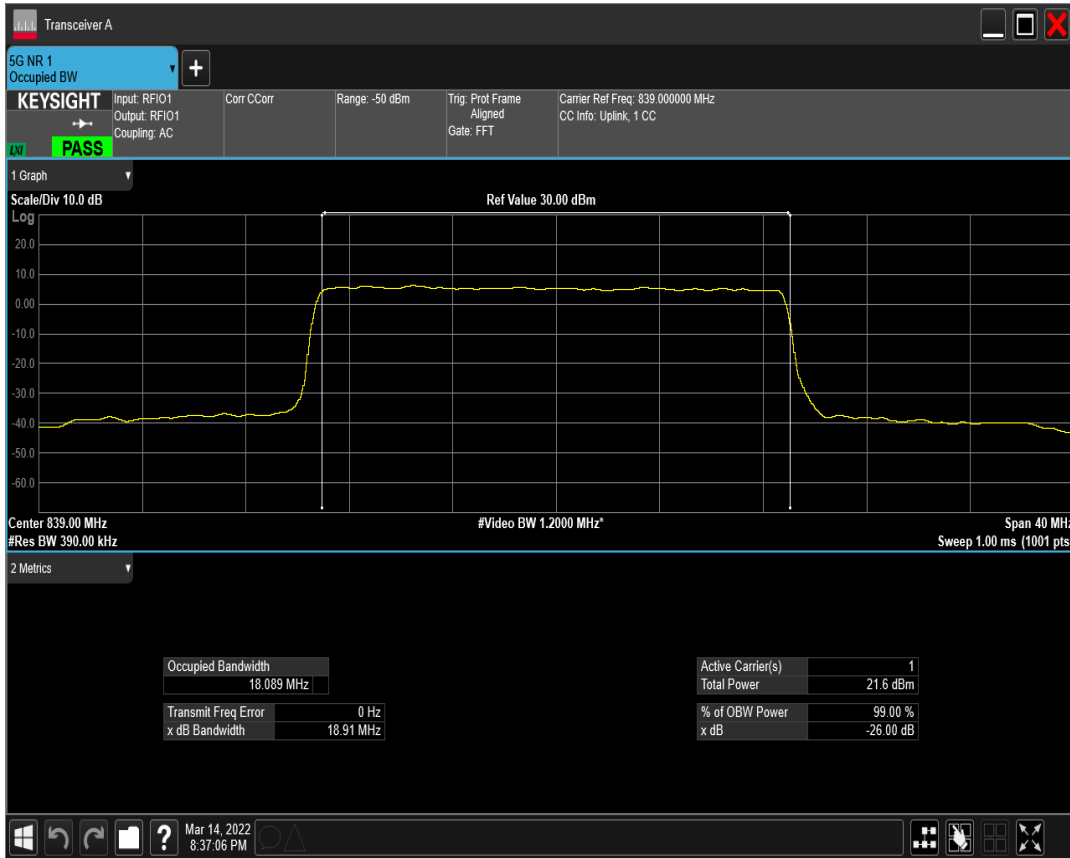 Transceiver A
5G NR 1
Occupied BW
KEYSIGHT
LXI
PASS
Input: RFIO1
Output: RFIO1
Coupling: AC
Corr CCorr
Range: -50 dBm
Trig: Prot Frame
Aligned
Gate: FFT
Carrier Ref Freq: 839.000000 MHz
CC Info: Uplink, 1 CC
1 Graph
Scale/Div 10.0 dB
Ref Value 30.00 dBm
Log
20.0
10.0
0.00
-10.0
-20.0
-30.0
-40.0
-50.0
-60.0
Center 839.00 MHz
#Video BW 1.2000 MHz*
Span 40 MHz
#Res BW 390.00 kHz
Sweep 1.00 ms (1001 pts
2 Metrics
Occupied Bandwidth
18.089 MHz
Transmit Freq Error 0 Hz
x dB Bandwidth 18.91 MHz
Active Carrier(s) 1
Total Power 21.6 dBm
% of OBW Power 99.00 %
x dB -26.00 dB
?
Mar 14, 2022
8:37:06 PM